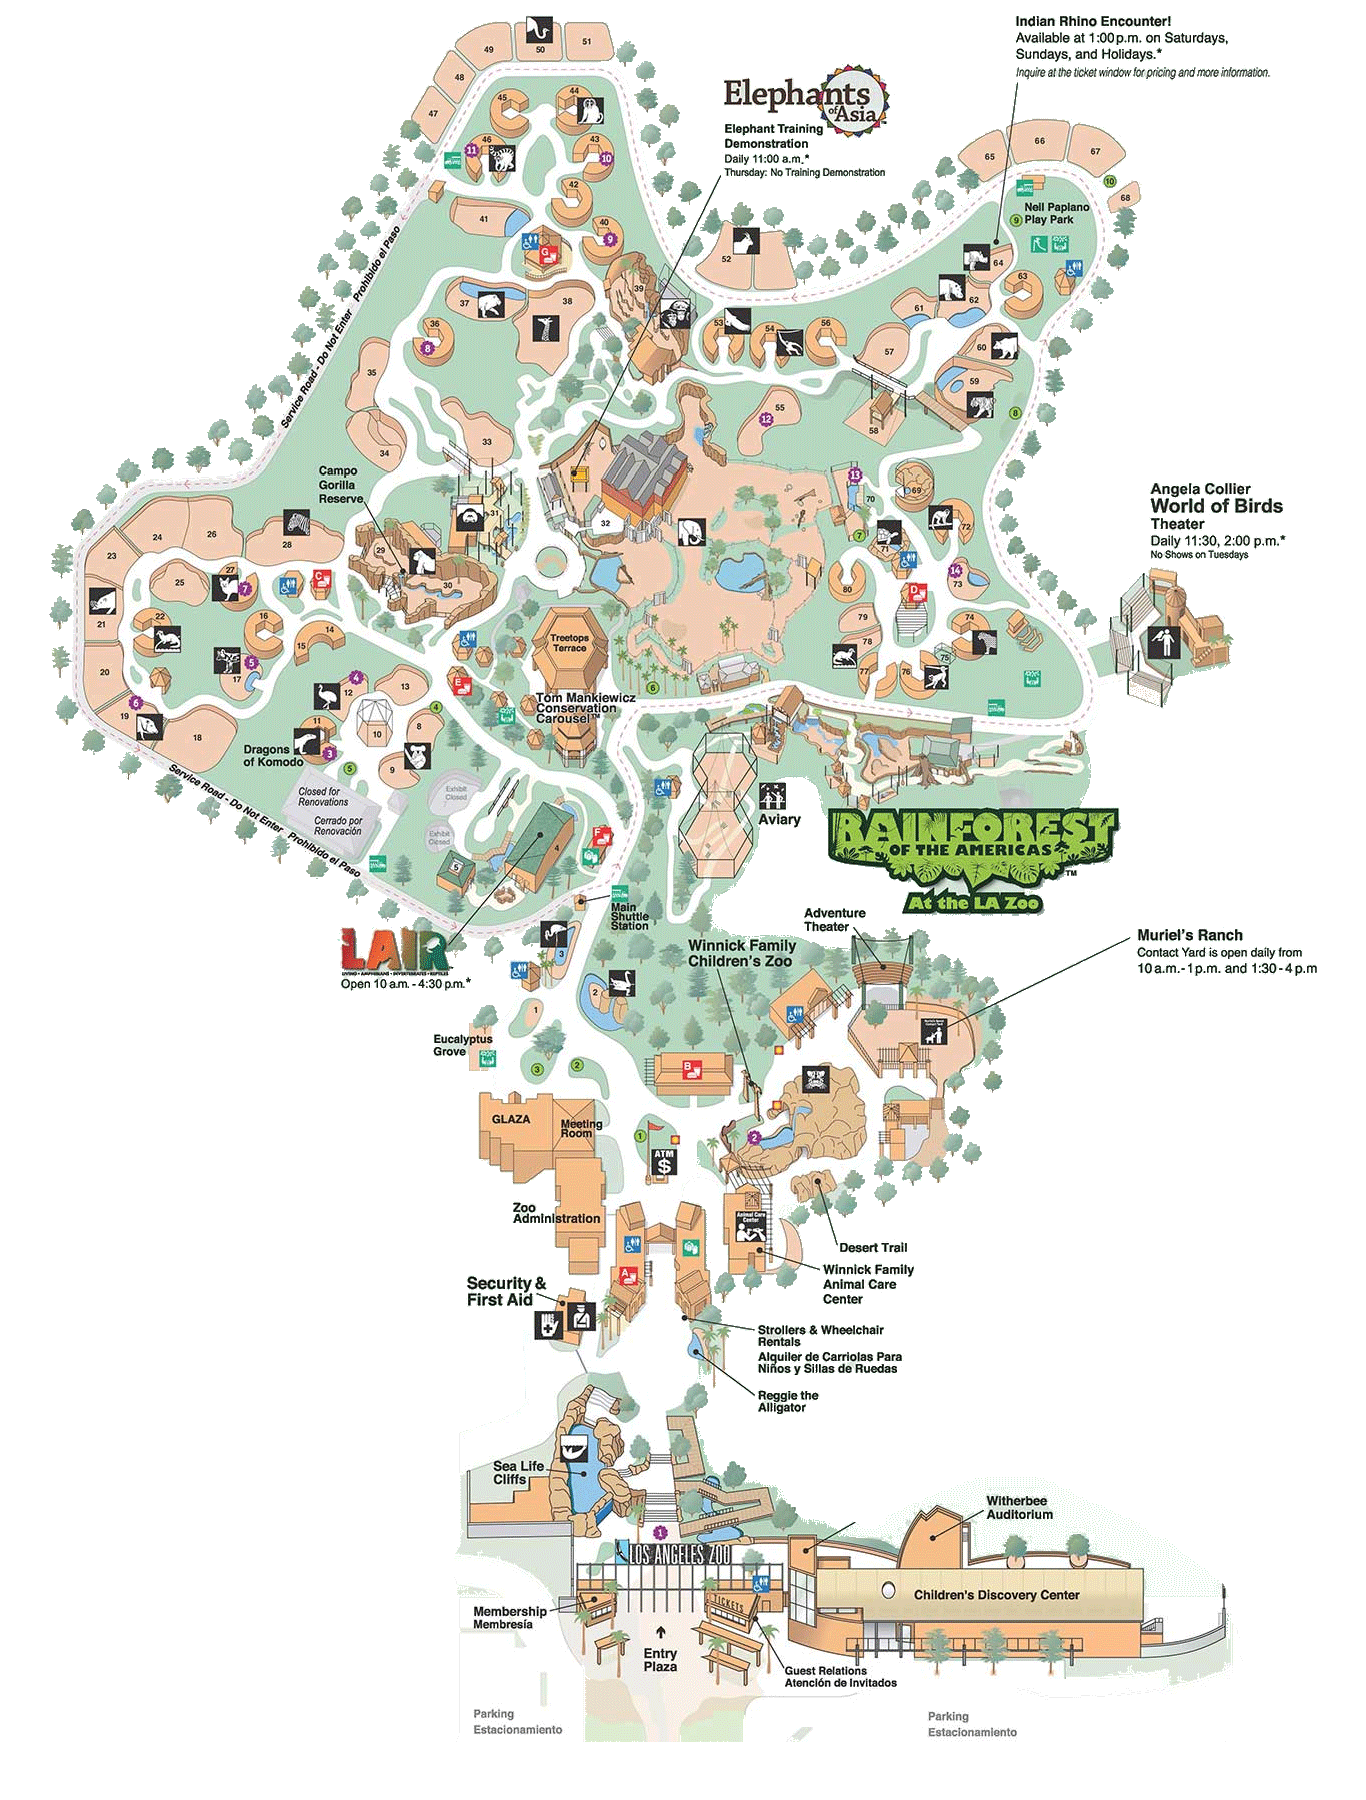 Indian Rhino Encounter!
Available at 1:00 p.m. on Saturdays,
Sundays, and Holidays.*
Inquire at the ticket window for pricing and more information.
Elephants
of Asia
Elephant Training
Demonstration
Daily 11:00 a.m.*
Thursday: No Training Demonstration
49
50
51
48
47
45
44
46
43
11
10
42
41
40
9
G
39
37
38
36
8
35
34
33
52
65
66
67
10
68
Neil Papiano
9 Play Park
64
63
62
61
60
59
57
58
53
54
56
55
12
8
Service Road - Do Not Enter Prohibido el Paso
Campo
Gorilla
Reserve
31
32
29
30
28
26
24
23
25
27
7
C
22
21
20
19
18
6
16
17
5
14
15
13
12
4
11
3
10
9
8
4
5
E
Treetops
Terrace
Tom Mankiewicz
Conservation
Carousel™
6
13
69
70
7
71
72
73
14
D
74
75
76
77
78
79
80
Angela Collier
World of Birds
Theater
Daily 11:30, 2:00 p.m.*
No Shows on Tuesdays
Dragons
of Komodo
Closed for
Renovations
Cerrado por
Renovación
Exhibit
Closed
Exhibit
Closed
Service Road - Do Not Enter Prohibido el Paso
4
5
F
Aviary
RAINFOREST
OF THE AMERICAS
™
At the LA Zoo
LAIR
LIVING • AMPHIBIANS • INVERTEBRATES • REPTILES
Open 10 a.m. - 4:30 p.m.*
Main
Shuttle
Station
3
2
1
Winnick Family
Children's Zoo
Adventure
Theater
Muriel's Ranch
Contact Yard is open daily from
10 a.m.-1 p.m. and 1:30 - 4 p.m
Eucalyptus
Grove
3
2
B
GLAZA
Meeting
Room
1
ATM
$
2
Zoo
Administration
A
Animal Care
Center
Desert Trail
Winnick Family
Animal Care
Center
Security &
First Aid
Strollers & Wheelchair
Rentals
Alquiler de Carriolas Para
Niños y Sillas de Ruedas
Reggie the
Alligator
Sea Life
Cliffs
1
LOS ANGELES ZOO
Witherbee
Auditorium
Children's Discovery Center
TICKETS
Membership
Membresía
Entry
Plaza
Guest Relations
Atención de Invitados
Parking
Estacionamiento
Parking
Estacionamiento